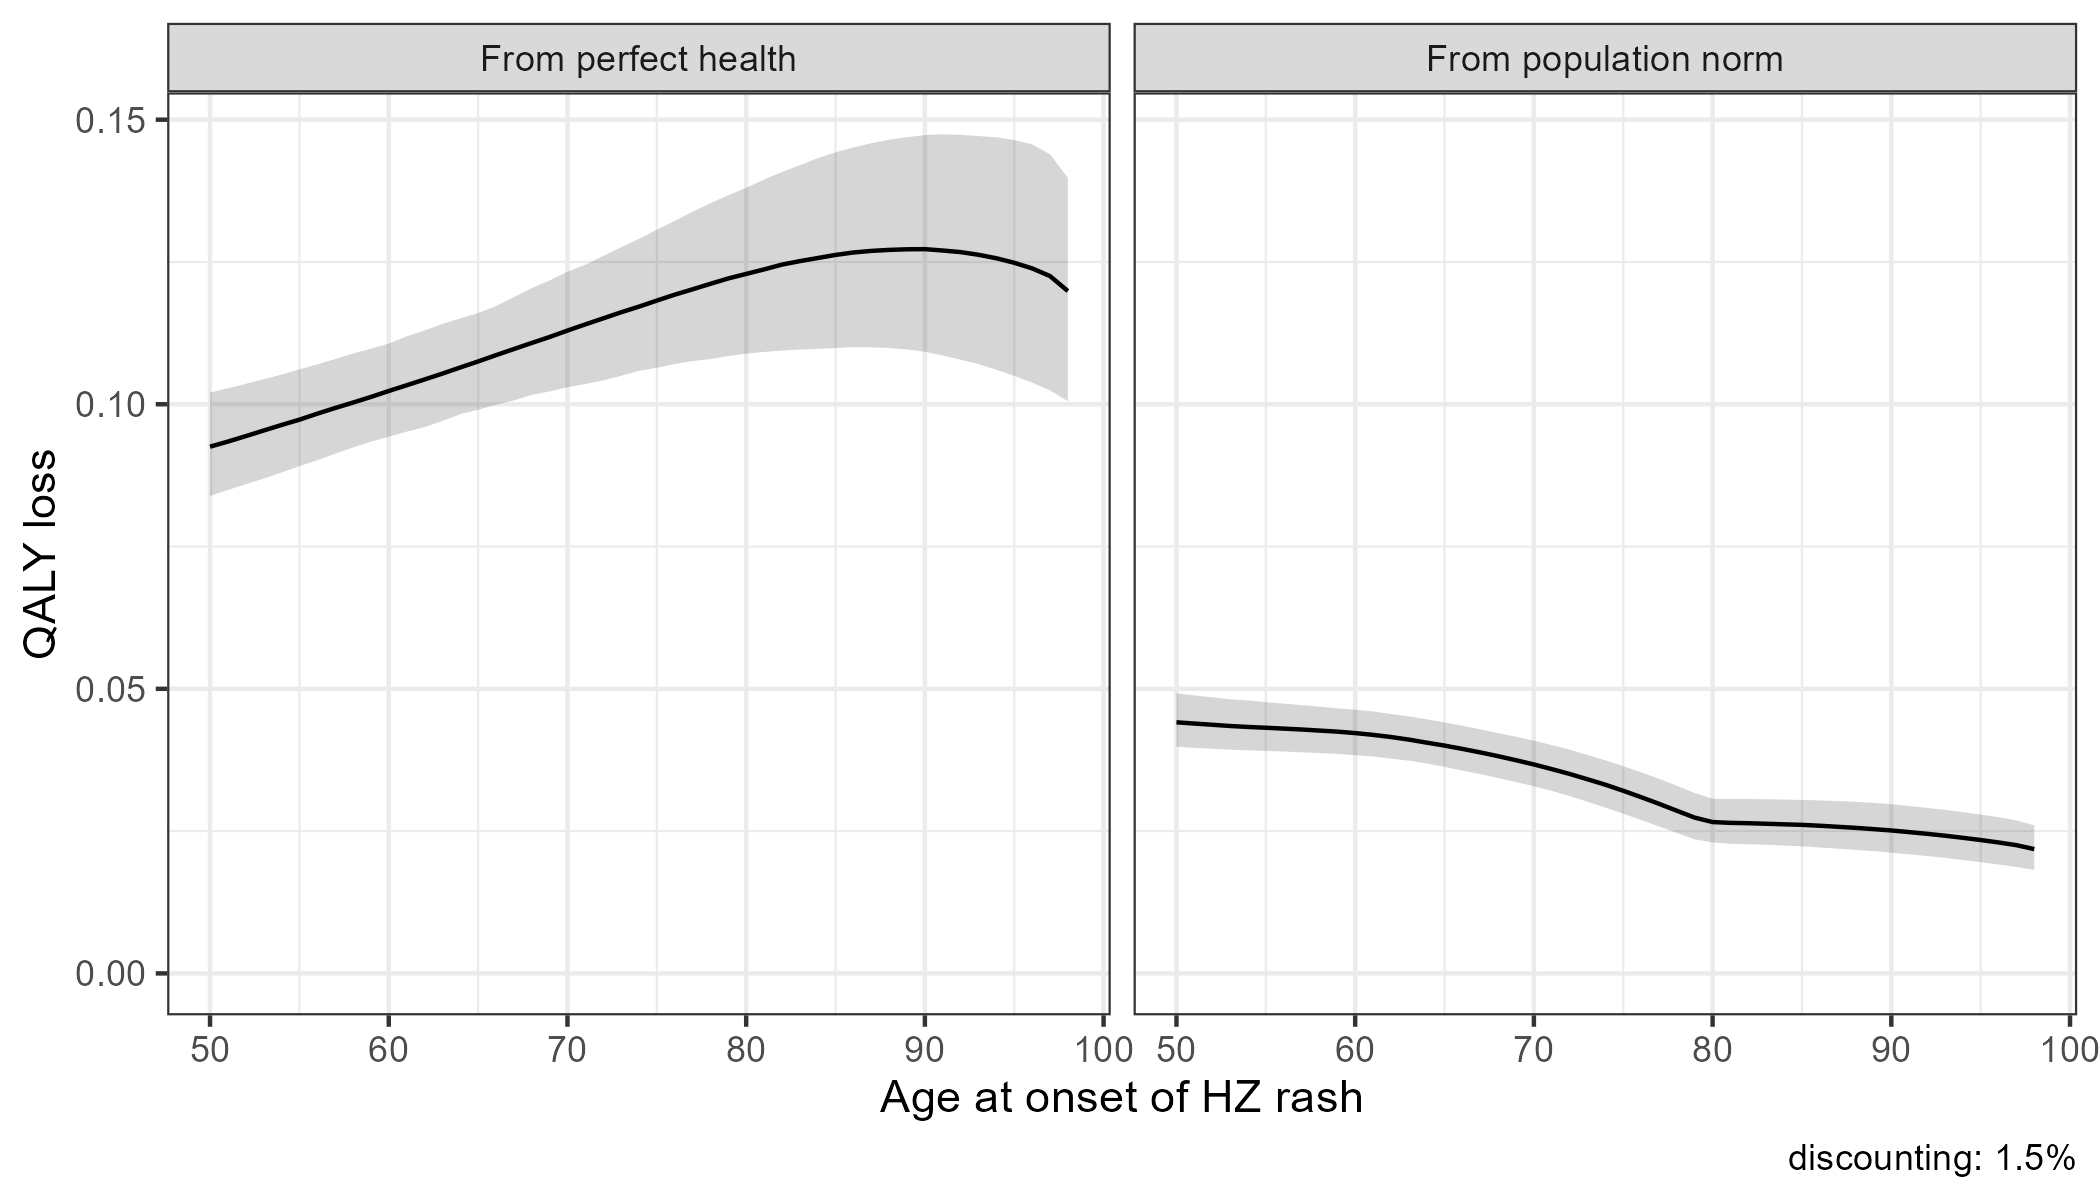 From perfect health
From population norm
QALY loss
0.15
0.10
0.05
0.00
50 60 70 80 90 100
50 60 70 80 90 100
Age at onset of HZ rash
discounting: 1.5%